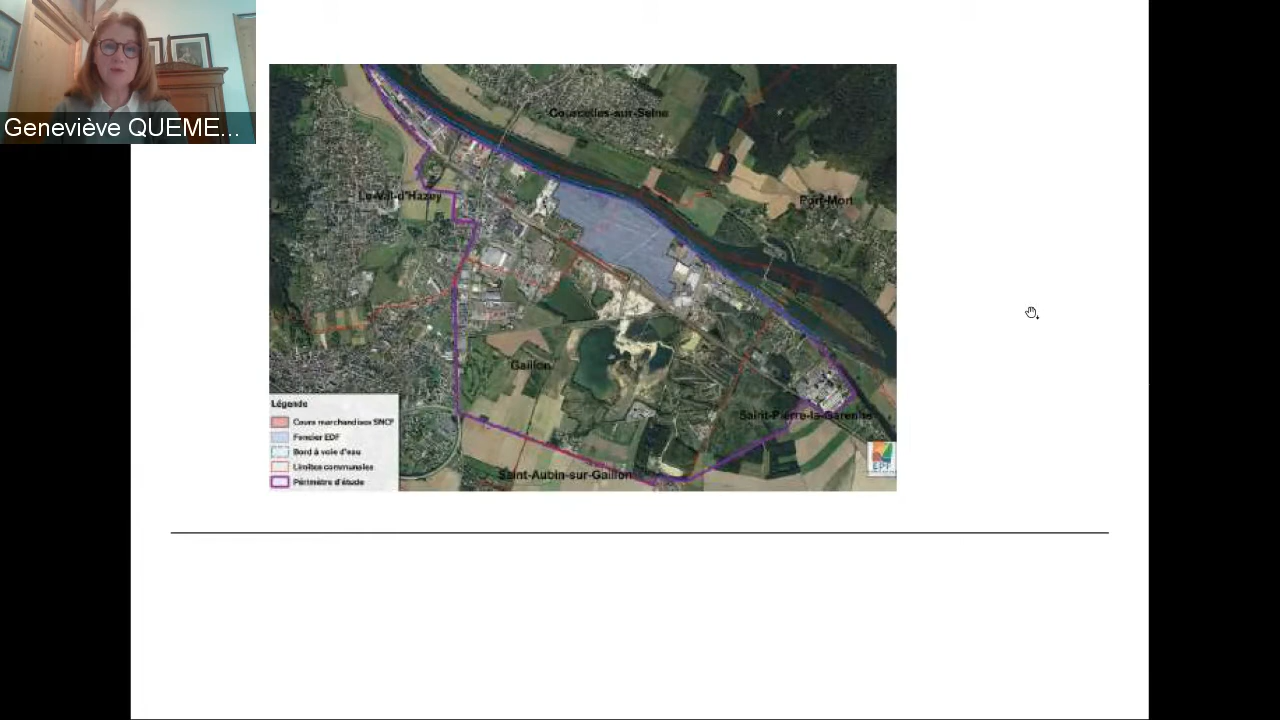 Geneviève QUEME...
Courcelles-sur-Seine
Le-Val-d'Hazey
Port-Mort
Gaillon
Saint-Pierre-la-Garenne
Saint-Aubin-sur-Gaillon
Légende
Cours marchandises SNCF
Foncier EDF
Bord à voie d'eau
Limites communales
Périmètre d'étude
EPF